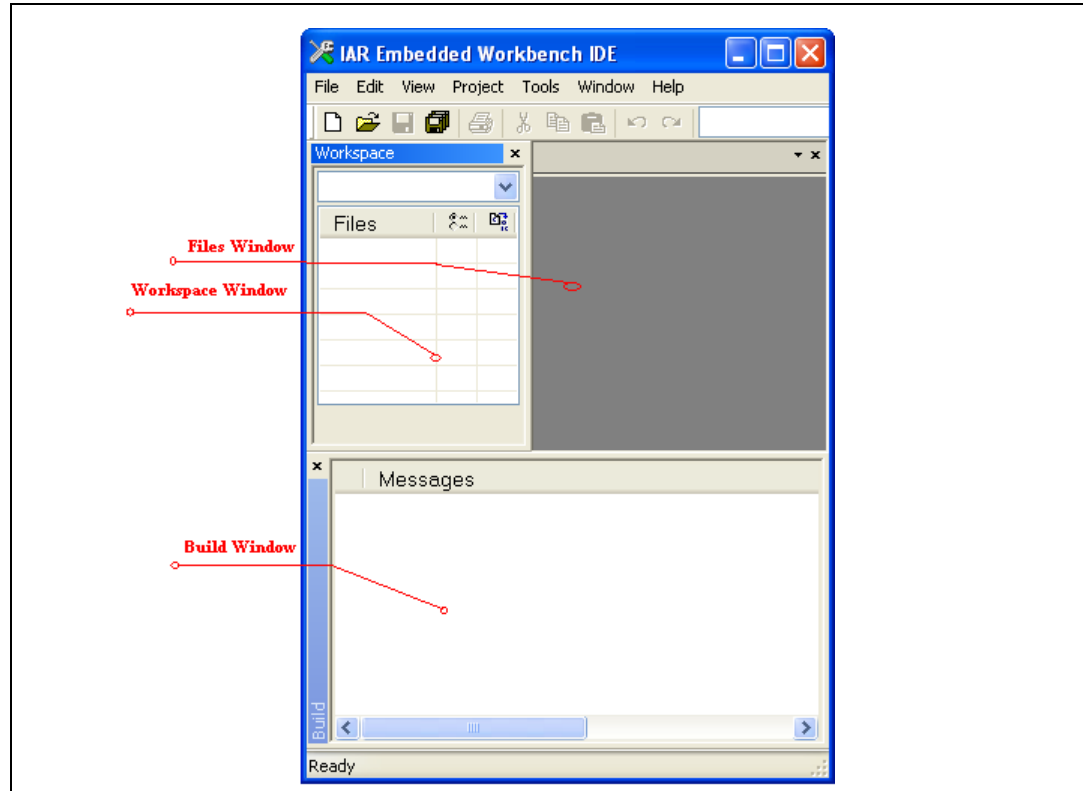 IAR Embedded Workbench IDE
File Edit View Project Tools Window Help
Workspace
Files
Files Window
Workspace Window
Messages
Build Window
Build
Ready